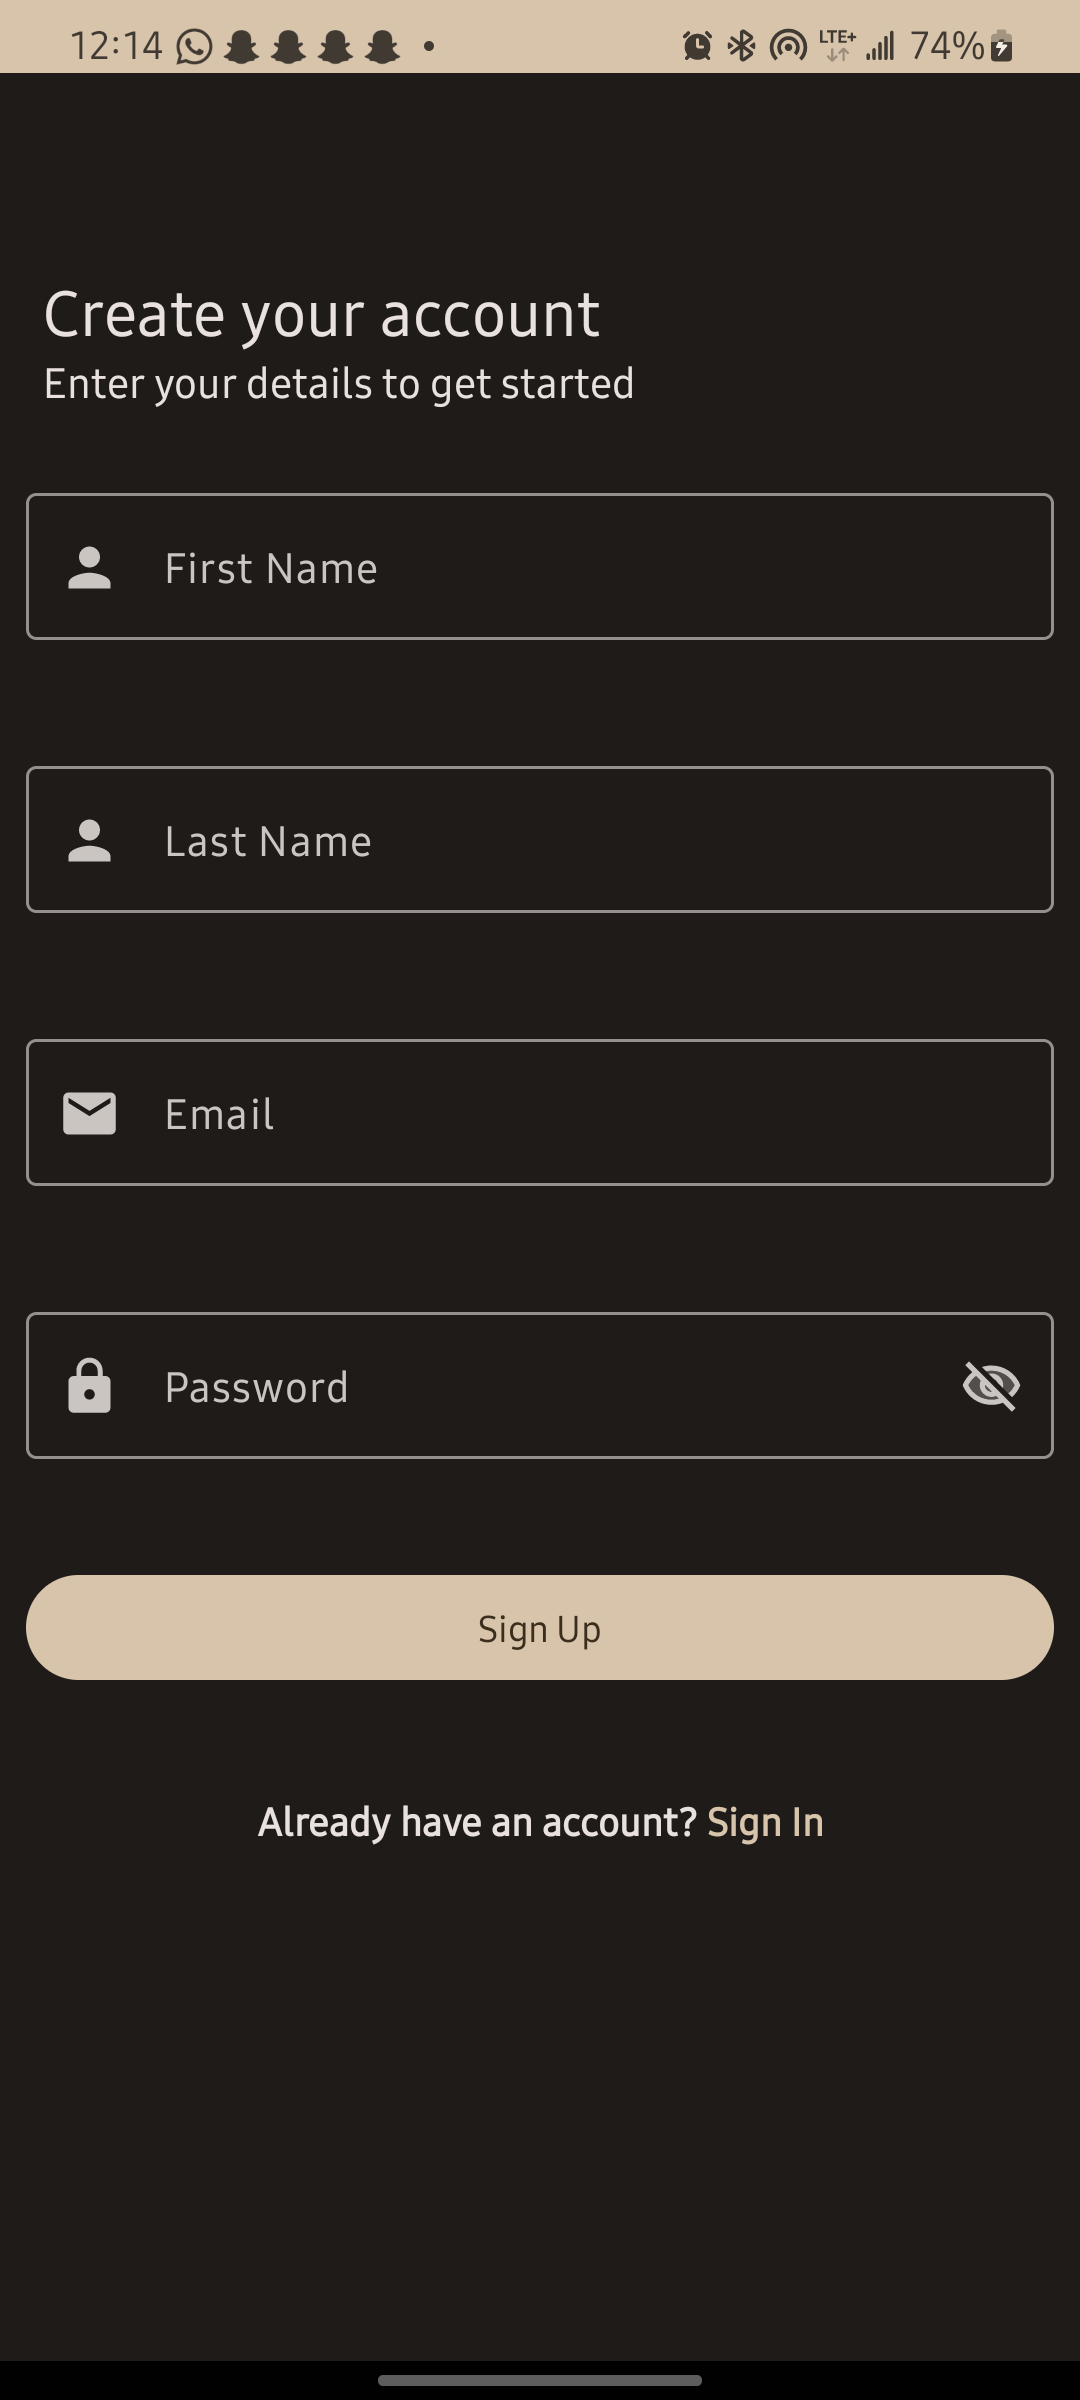 12:14 LTE+ 74%
Create your account
Enter your details to get started
First Name
Last Name
Email
Password
Sign Up
Already have an account? Sign In